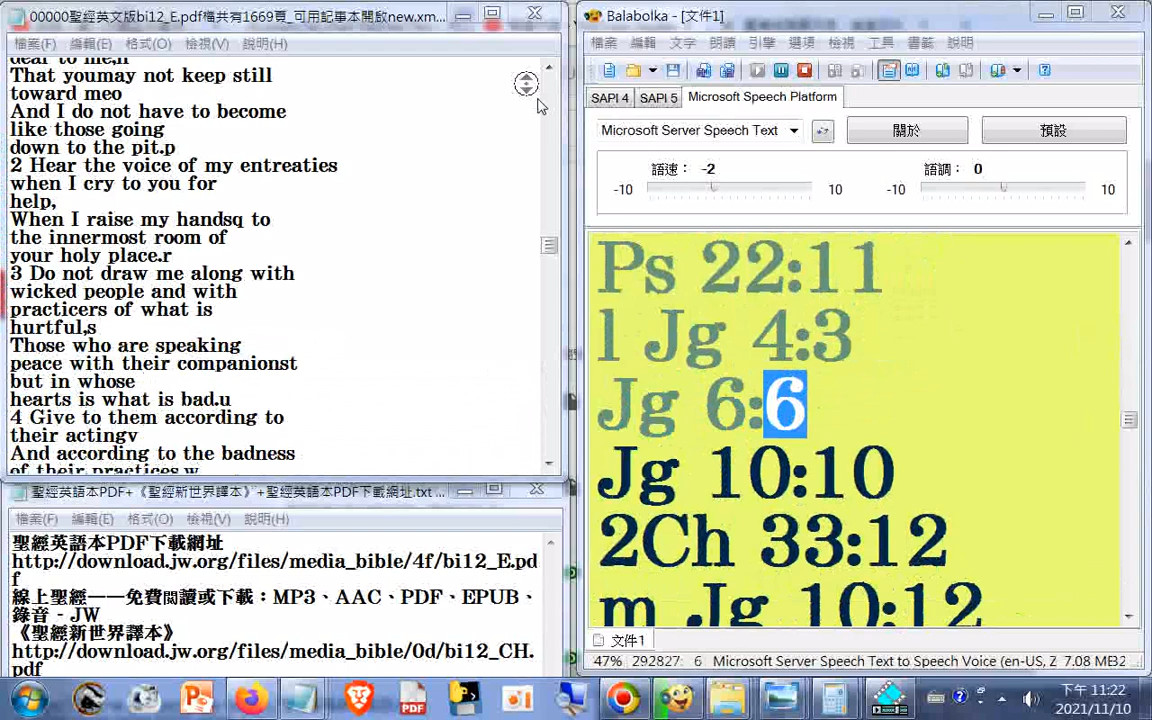 00000聖經英文版bi12_E.pdf檔共有1669頁_可用記事本開啟new.xm...
檔案(F) 編輯(E) 格式(O) 檢視(V) 說明(H)
dear to me,n
That youmay not keep still
toward meo
And I do not have to become
like those going
down to the pit.p
2 Hear the voice of my entreaties
when I cry to you for
help,
When I raise my handsq to
the innermost room of
your holy place.r
3 Do not draw me along with
wicked people and with
practicers of what is
hurtful,s
Those who are speaking
peace with their companionst
but in whose
hearts is what is bad.u
4 Give to them according to
their actingv
And according to the badness
of their practices.w
聖經英語本PDF+《聖經新世界譯本》+聖經英語本PDF下載網址.txt ...
檔案(F) 編輯(E) 格式(O) 檢視(V) 說明(H)
聖經英語本PDF下載網址
http://download.jw.org/files/media_bible/4f/bi12_E.pd
f
線上聖經——免費閱讀或下載：MP3、AAC、PDF、EPUB、
錄音 - JW
《聖經新世界譯本》
http://download.jw.org/files/media_bible/0d/bi12_CH.
pdf
Balabolka - [文件1]
檔案 編輯 文字 朗讀 引擎 選項 檢視 工具 書籤 說明
SAPI 4 SAPI 5 Microsoft Speech Platform
Microsoft Server Speech Text 關於 預設
語速： -2 語調： 0
-10 10 -10 10
Ps 22:11
l Jg 4:3
Jg 6:6
Jg 10:10
2Ch 33:12
m Jg 10:12
文件1
47% 292827: 6 Microsoft Server Speech Text to Speech Voice (en-US, Z 7.08 MB
下午 11:22
2021/11/10